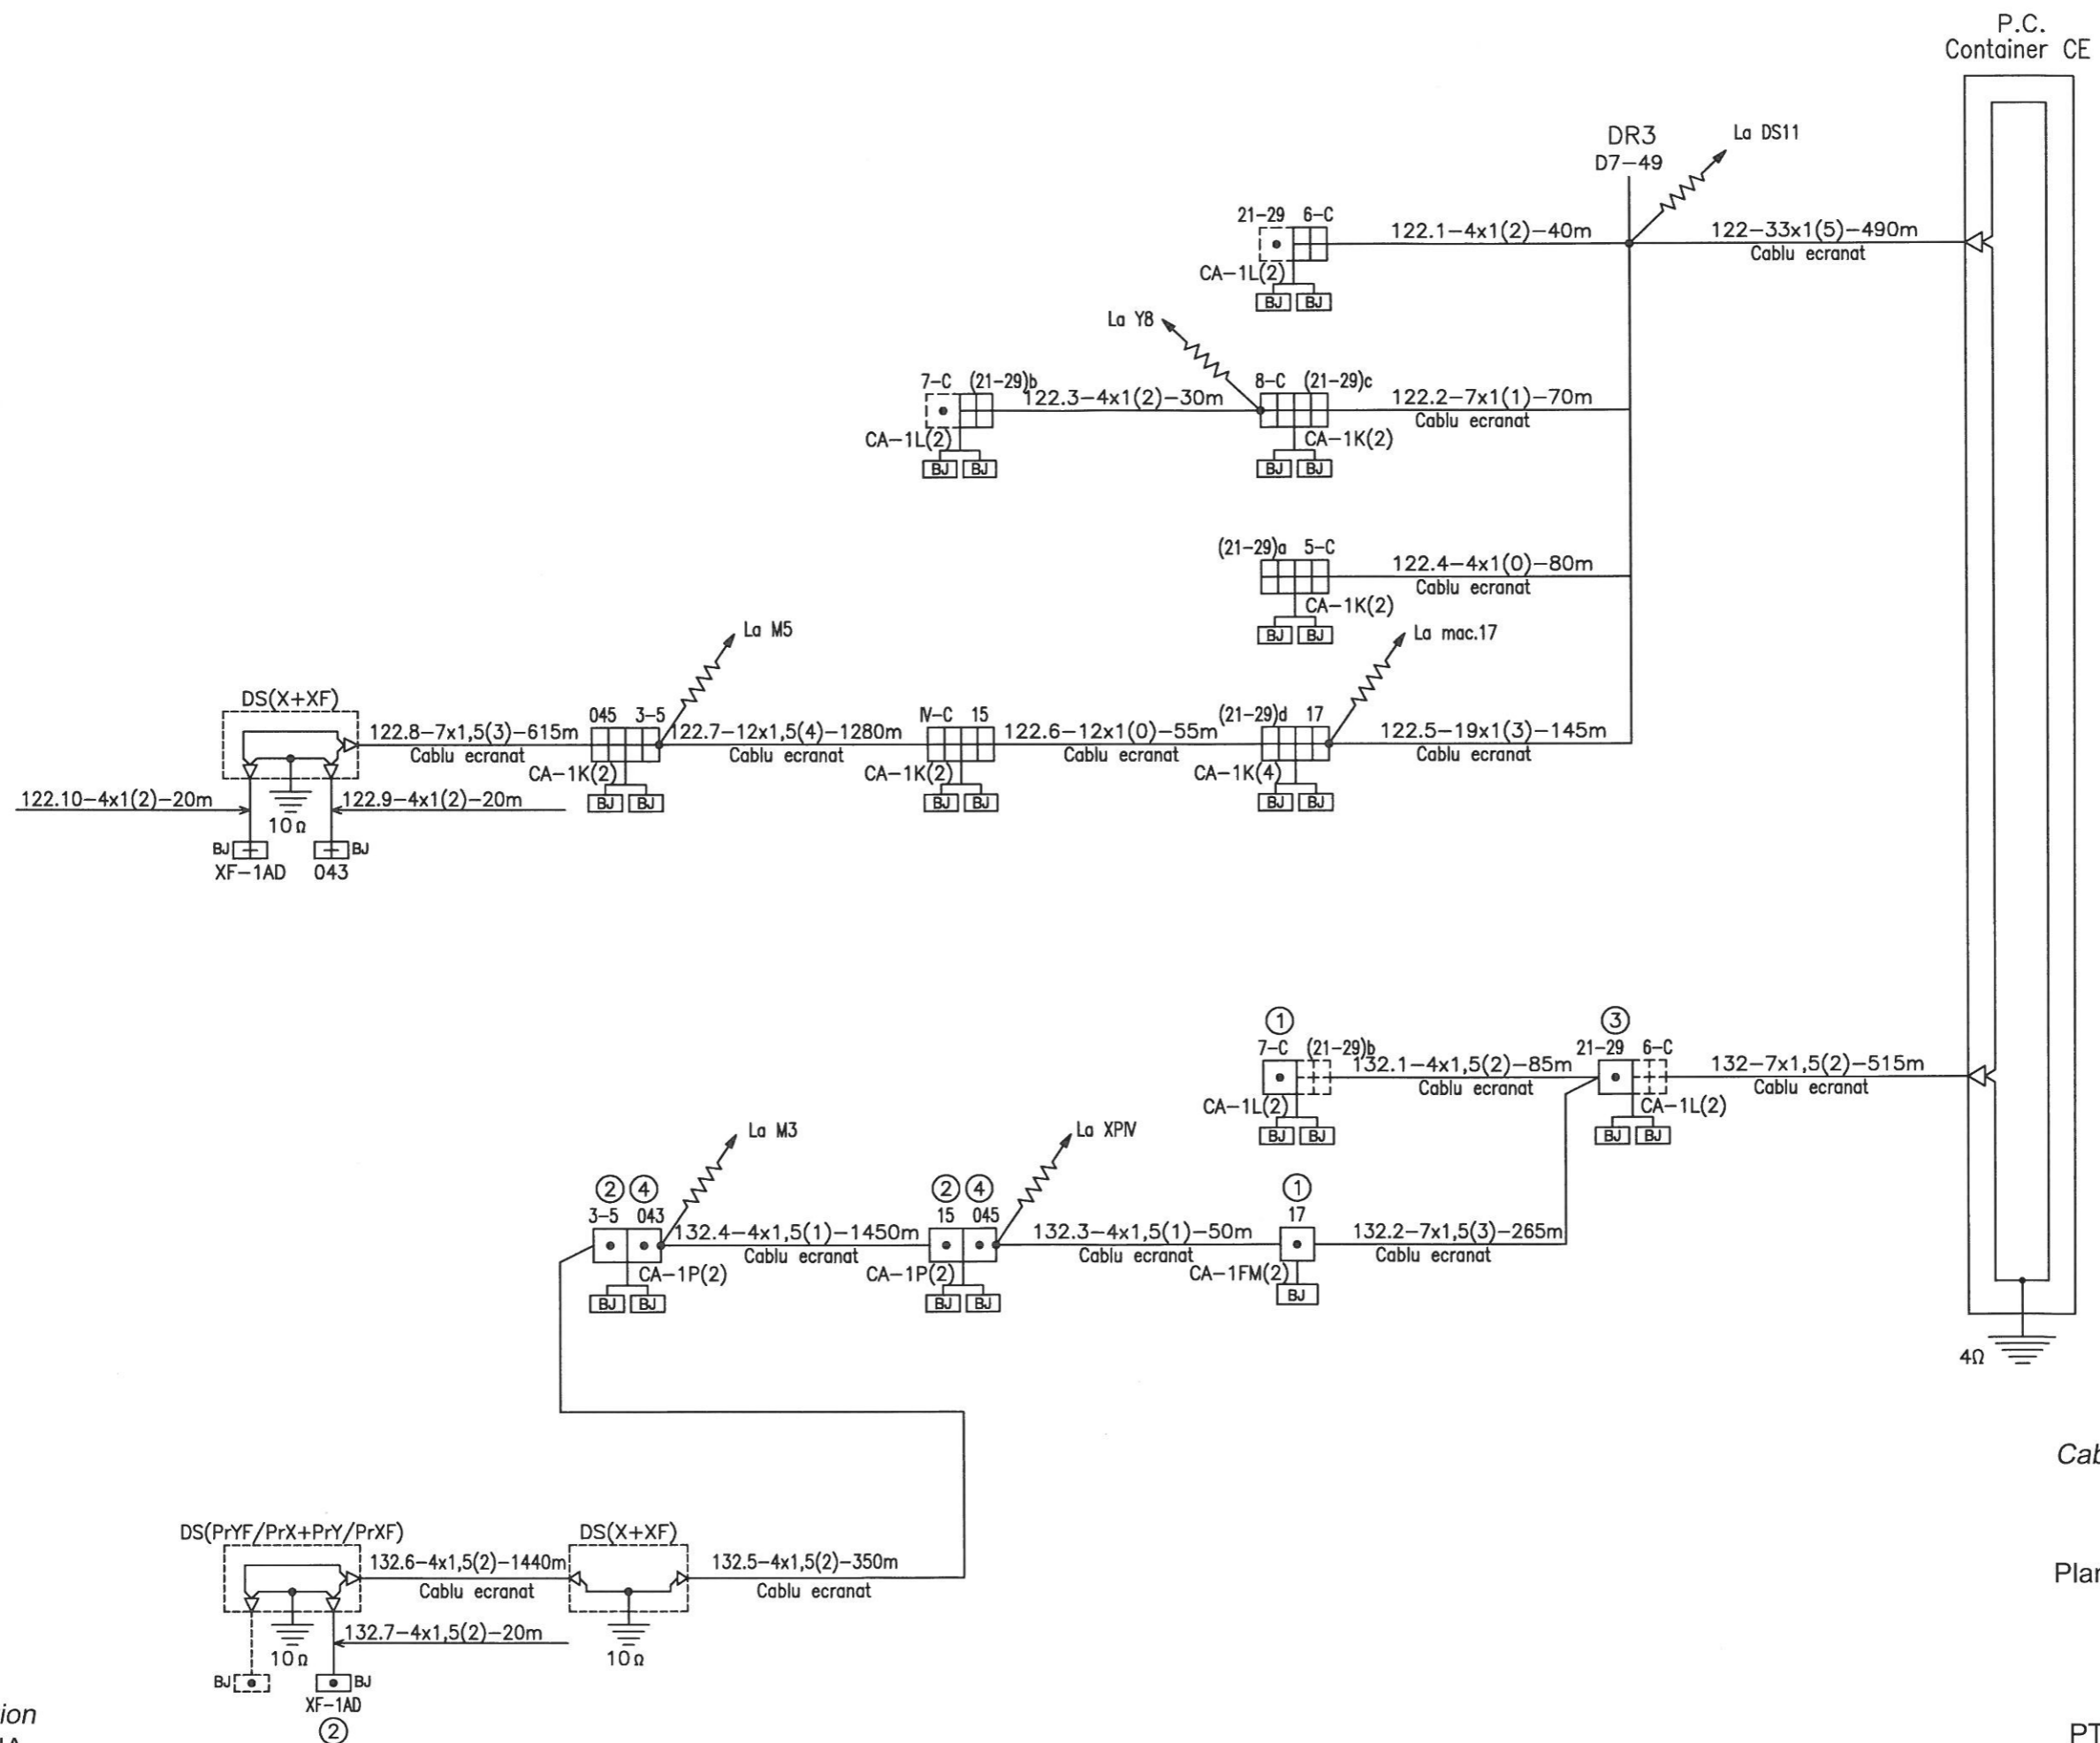 P.C.
Container CE
DR3
D7-49
La DS11
21-29 6-C
122.1-4x1(2)-40m
122-33x1(5)-490m
Cablu ecranat
CA-1L(2)
BJ BJ
La Y8
7-C (21-29)b
122.3-4x1(2)-30m
8-C (21-29)c
122.2-7x1(1)-70m
Cablu ecranat
CA-1L(2)
CA-1K(2)
BJ BJ
BJ BJ
(21-29)a 5-C
122.4-4x1(0)-80m
Cablu ecranat
CA-1K(2)
BJ BJ
La M5
La mac.17
DS(X+XF)
122.8-7x1,5(3)-615m
Cablu ecranat
045 3-5
122.7-12x1,5(4)-1280m
Cablu ecranat
IV-C 15
122.6-12x1(0)-55m
Cablu ecranat
(21-29)d 17
122.5-19x1(3)-145m
Cablu ecranat
CA-1K(2)
CA-1K(2)
CA-1K(4)
BJ BJ
BJ BJ
BJ BJ
122.10-4x1(2)-20m
122.9-4x1(2)-20m
10Ω
BJ
BJ
XF-1AD
043
1
3
7-C (21-29)b
132.1-4x1,5(2)-85m
Cablu ecranat
21-29 6-C
132-7x1,5(2)-515m
Cablu ecranat
CA-1L(2)
CA-1L(2)
BJ BJ
BJ BJ
La M3
La XPIV
2 4
2 4
1
3-5 043
132.4-4x1,5(1)-1450m
Cablu ecranat
15 045
132.3-4x1,5(1)-50m
Cablu ecranat
17
132.2-7x1,5(3)-265m
Cablu ecranat
CA-1P(2)
CA-1P(2)
CA-1FM(2)
BJ BJ
BJ BJ
BJ
4Ω
Cab
DS(PrYF/PrX+PrY/PrXF)
132.6-4x1,5(2)-1440m
Cablu ecranat
DS(X+XF)
132.5-4x1,5(2)-350m
Cablu ecranat
Plan
132.7-4x1,5(2)-20m
10Ω
10Ω
BJ
BJ
XF-1AD
2
ion
PT